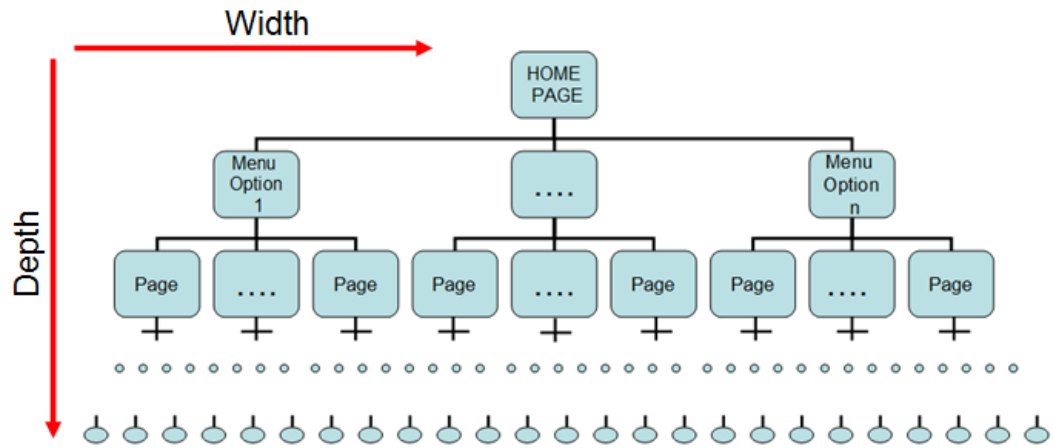 Width
Depth
HOME
PAGE
Menu
Option
1
....
Menu
Option
n
Page
....
Page
Page
....
Page
Page
....
Page